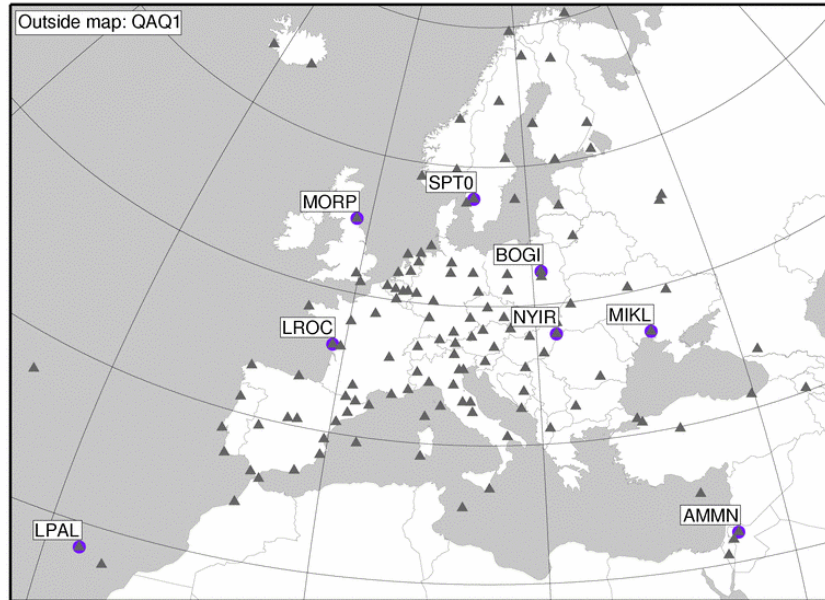 Outside map: QAQ1
SPT0
MORP
BOGI
NYIR
MIKL
LROC
AMMN
LPAL